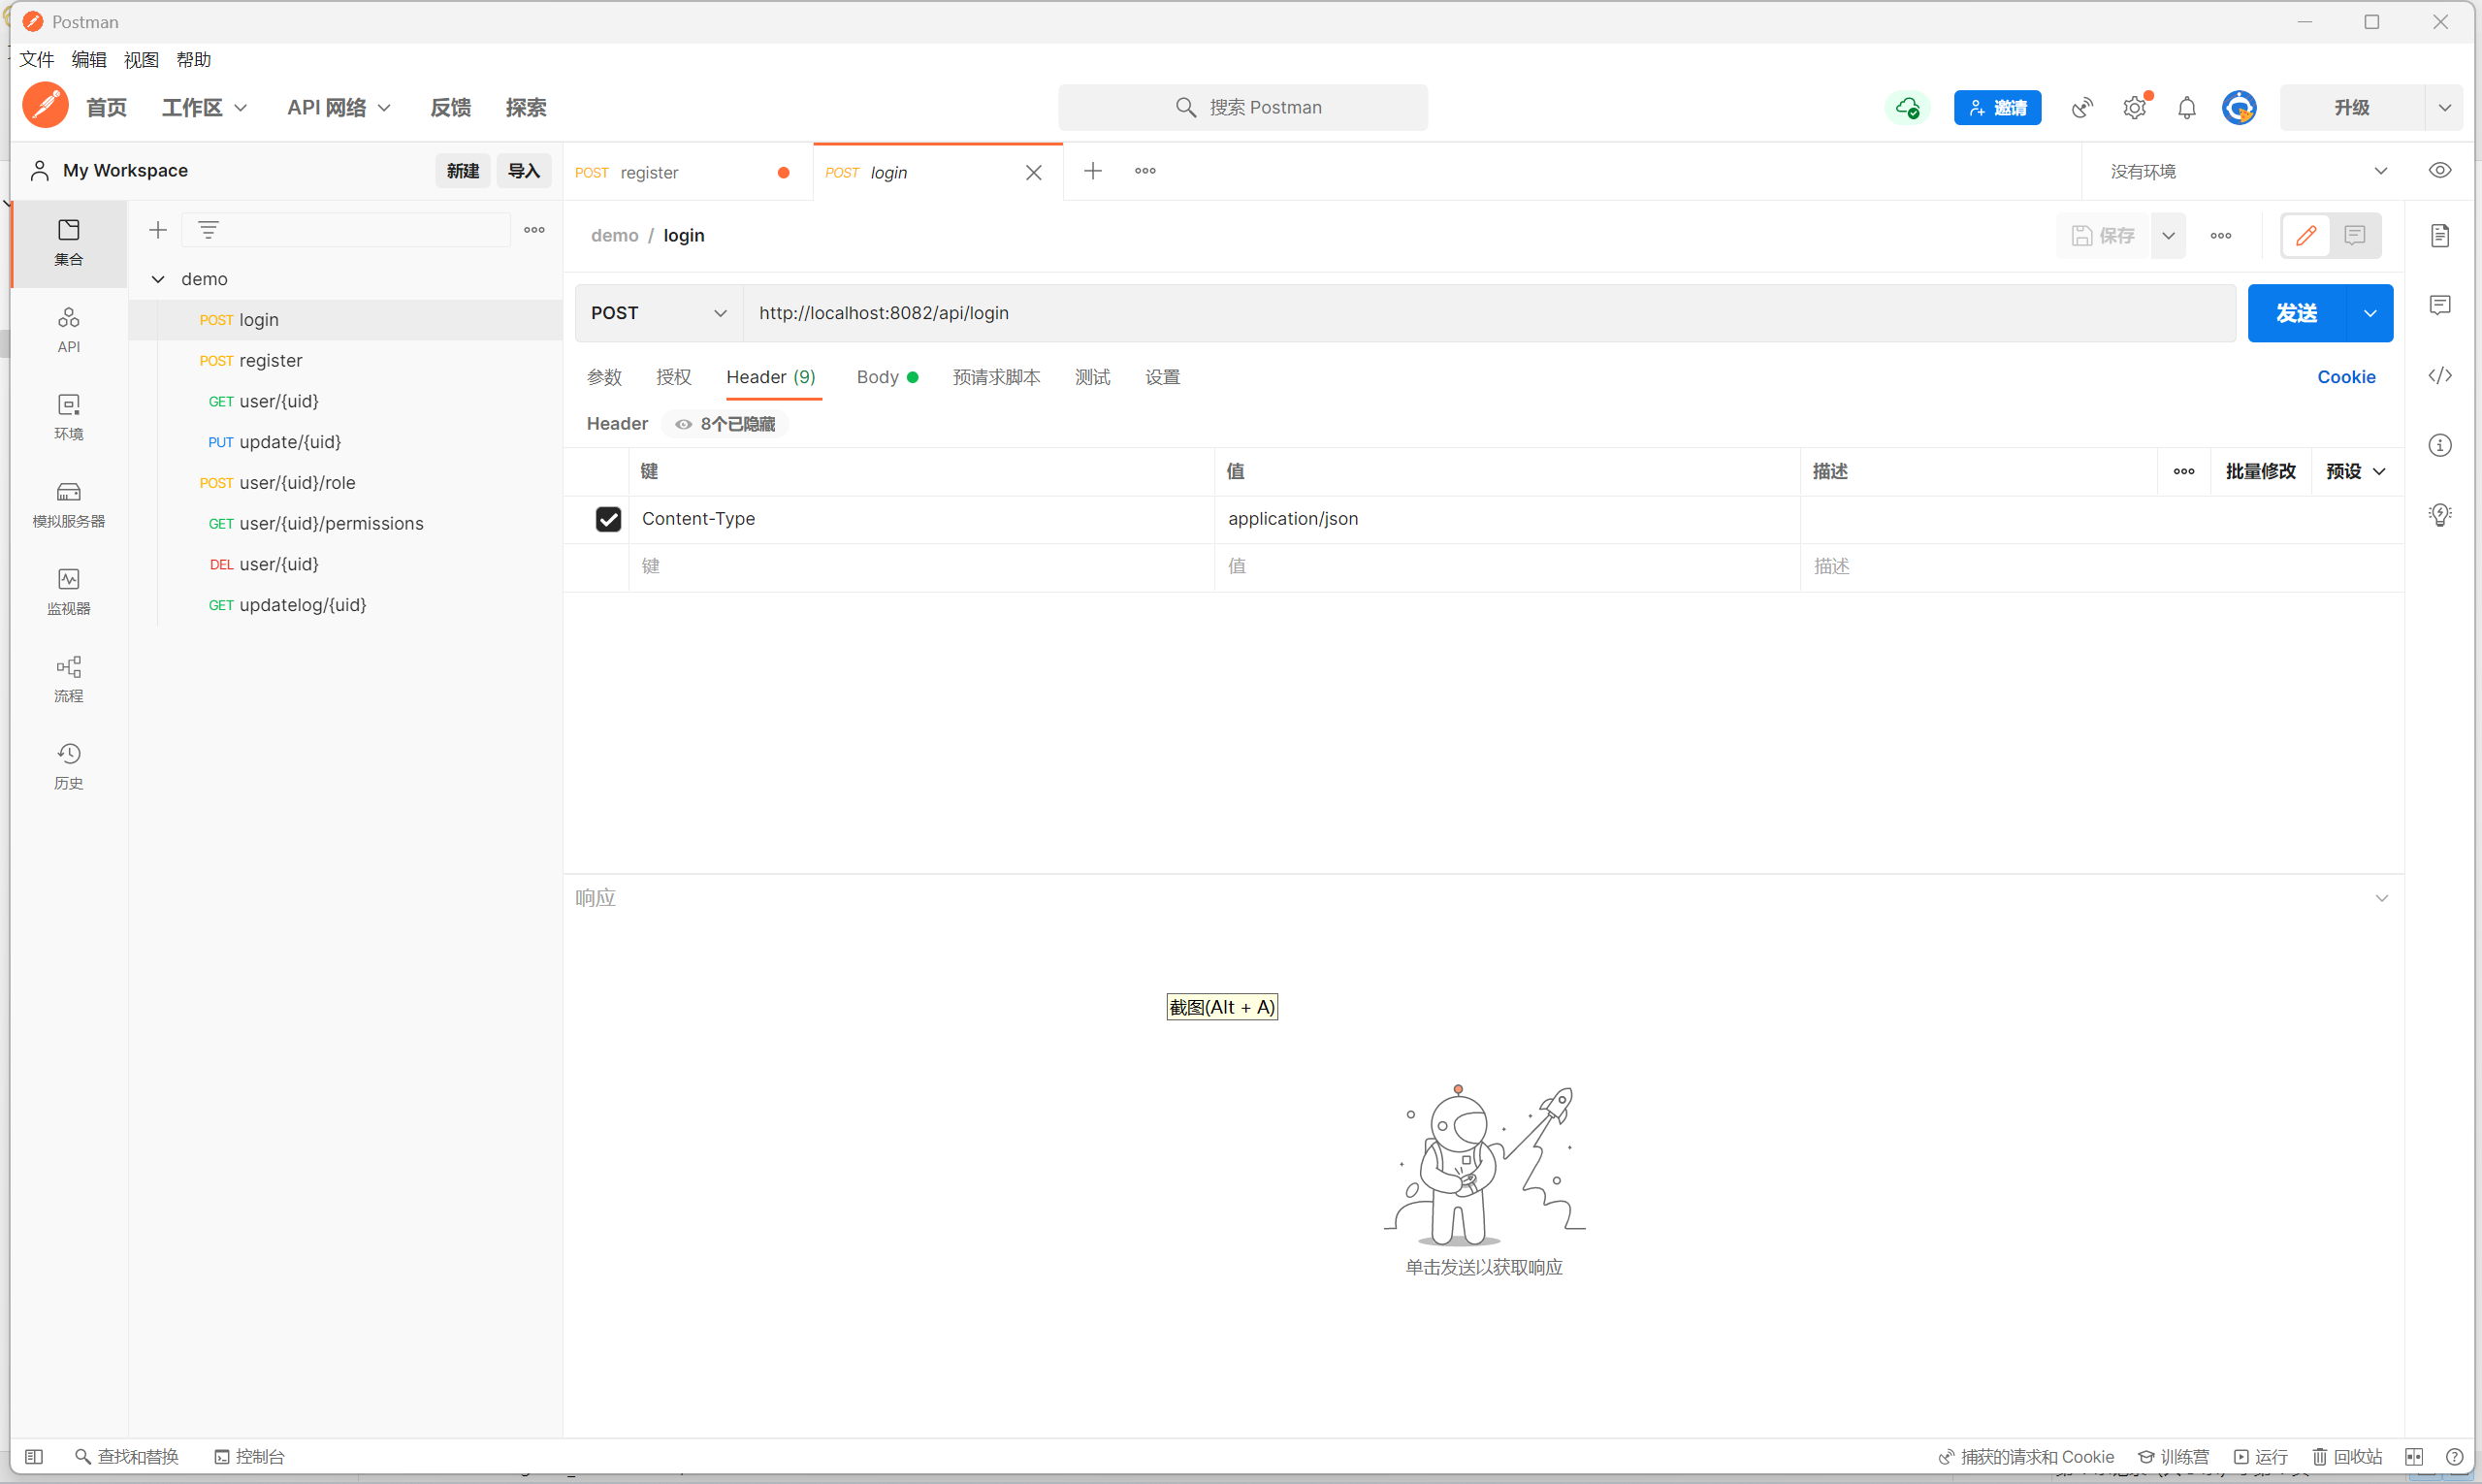 Postman
文件 编辑 视图 帮助
首页 工作区 API 网络 反馈 探索 搜索 Postman 邀请 升级
My Workspace 新建 导入 POST register POST login 没有环境
demo / login 保存
集合
demo
POST login
POST register
GET user/{uid}
PUT update/{uid}
POST user/{uid}/role
GET user/{uid}/permissions
DEL user/{uid}
GET updatelog/{uid}
API
环境
模拟服务器
监视器
流程
历史
POST http://localhost:8082/api/login 发送
参数 授权 Header (9) Body 预请求脚本 测试 设置 Cookie
Header 8个已隐藏
键 值 描述 批量修改 预设
Content-Type application/json
键 值 描述
响应
截图(Alt + A)
单击发送以获取响应
查找和替换 控制台 捕获的请求和 Cookie 训练营 运行 回收站